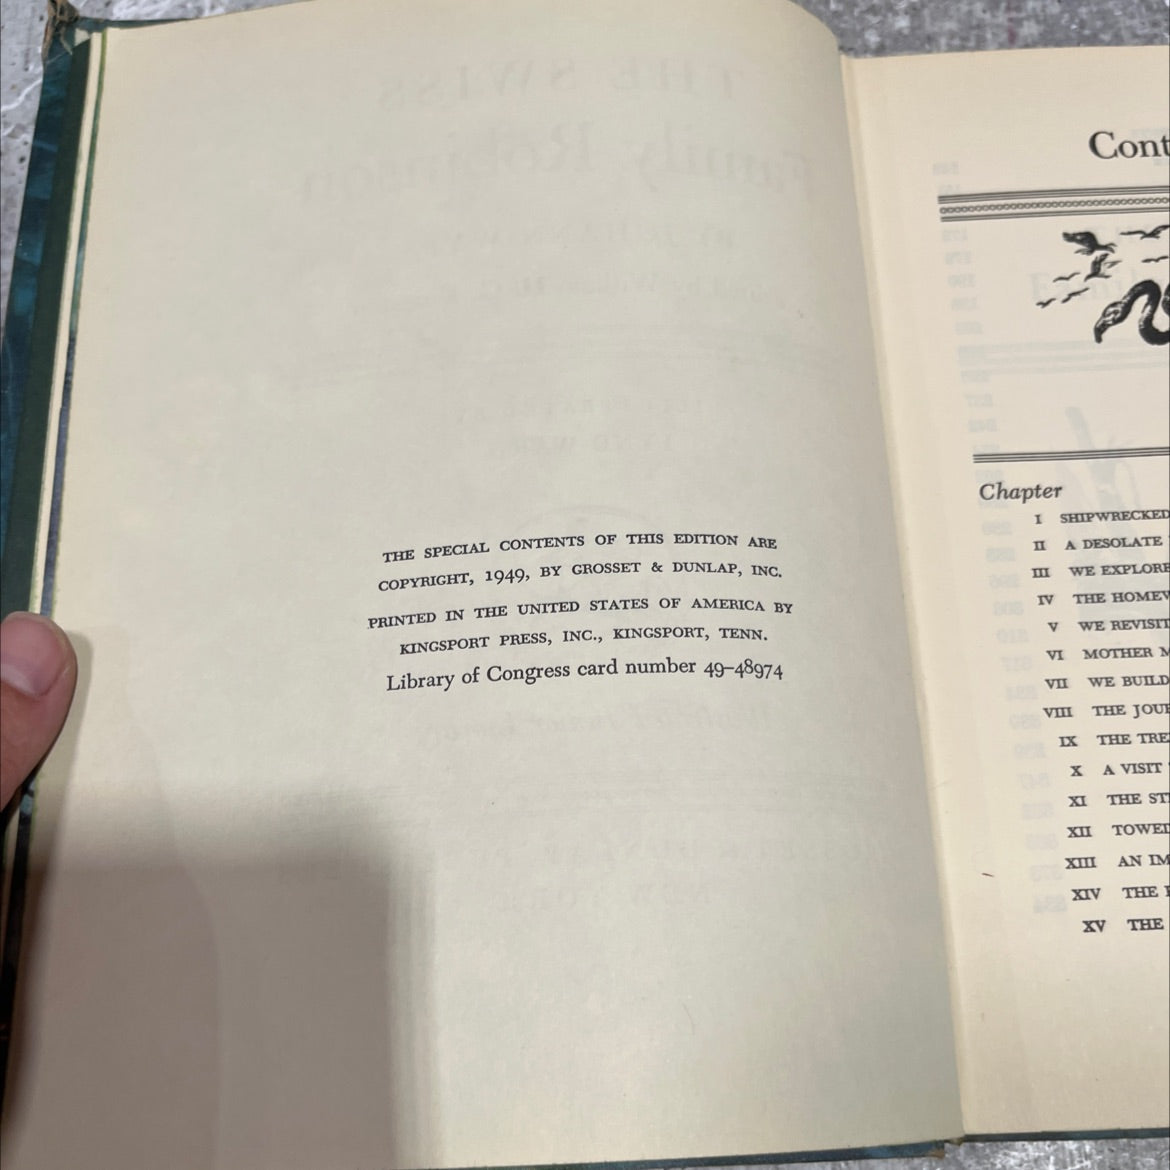 THE SPECIAL CONTENTS OF THIS EDITION ARE
COPYRIGHT, 1949, BY GROSSET & DUNLAP, INC.
PRINTED IN THE UNITED STATES OF AMERICA BY
KINGSPORT PRESS, INC., KINGSPORT, TENN.
Library of Congress card number 49–48974
Cont
Chapter
I SHIPWRECKED
II A DESOLATE
III WE EXPLORE
IV THE HOMEW
V WE REVISIT
VI MOTHER M
VII WE BUILD
VIII THE JOUR
IX THE TRE
X A VISIT
XI THE ST
XII TOWED
XIII AN IM
XIV THE
XV THE